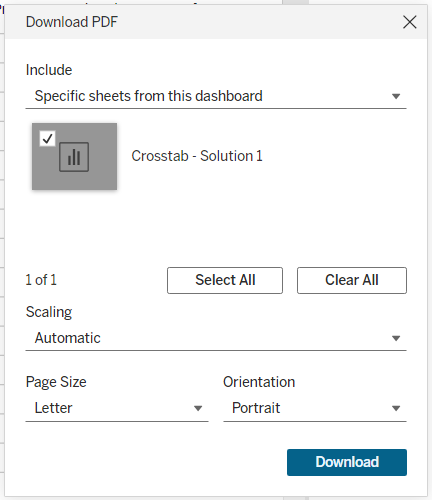 Download PDF
Include
Specific sheets from this dashboard
Crosstab - Solution 1
1 of 1
Select All
Clear All
Scaling
Automatic
Page Size
Orientation
Letter
Portrait
Download